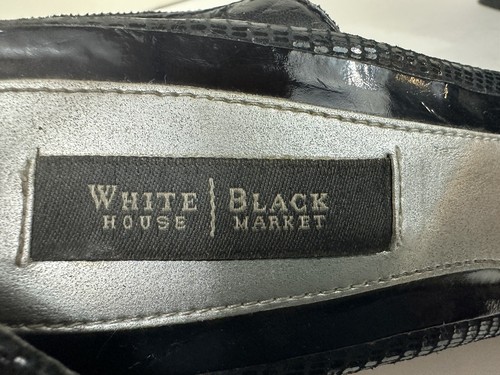 WHITE | BLACK
HOUSE | MARKET